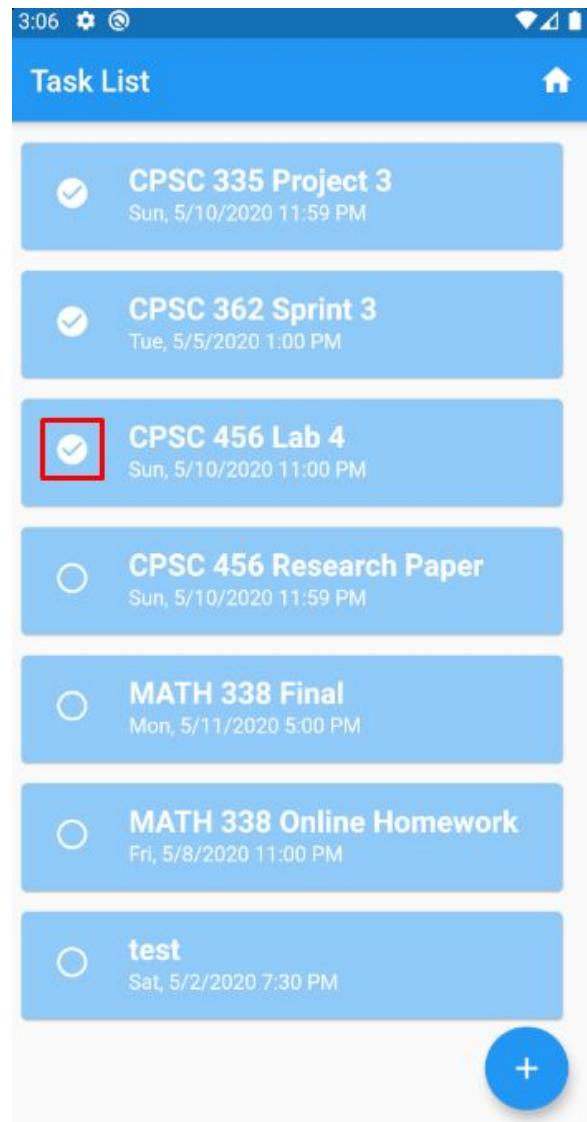 3:06
Task List
CPSC 335 Project 3
Sun, 5/10/2020 11:59 PM
CPSC 362 Sprint 3
Tue, 5/5/2020 1:00 PM
CPSC 456 Lab 4
Sun, 5/10/2020 11:00 PM
CPSC 456 Research Paper
Sun, 5/10/2020 11:59 PM
MATH 338 Final
Mon, 5/11/2020 5:00 PM
MATH 338 Online Homework
Fri, 5/8/2020 11:00 PM
test
Sat, 5/2/2020 7:30 PM